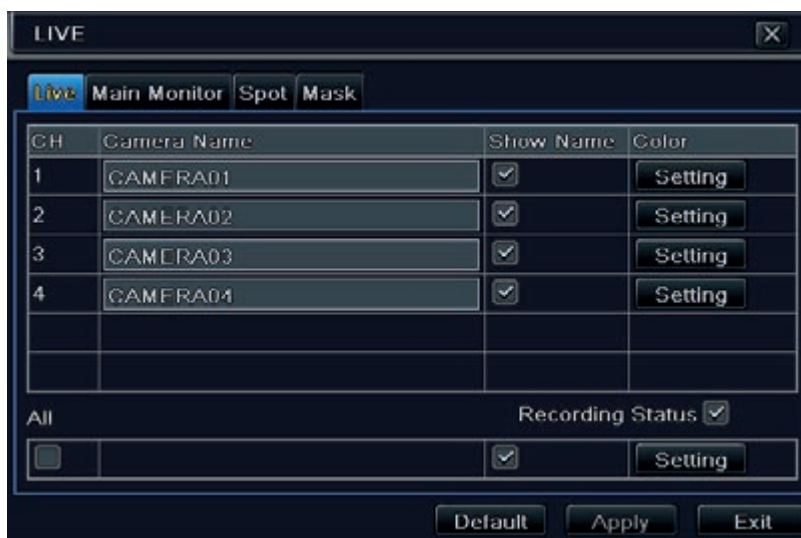 LIVE
Live Main Monitor Spot Mask
CH Camera Name Show Name Color
1 CAMERA01 Setting
2 CAMERA02 Setting
3 CAMERA03 Setting
4 CAMERA04 Setting
All Recording Status
Setting
Default Apply Exit